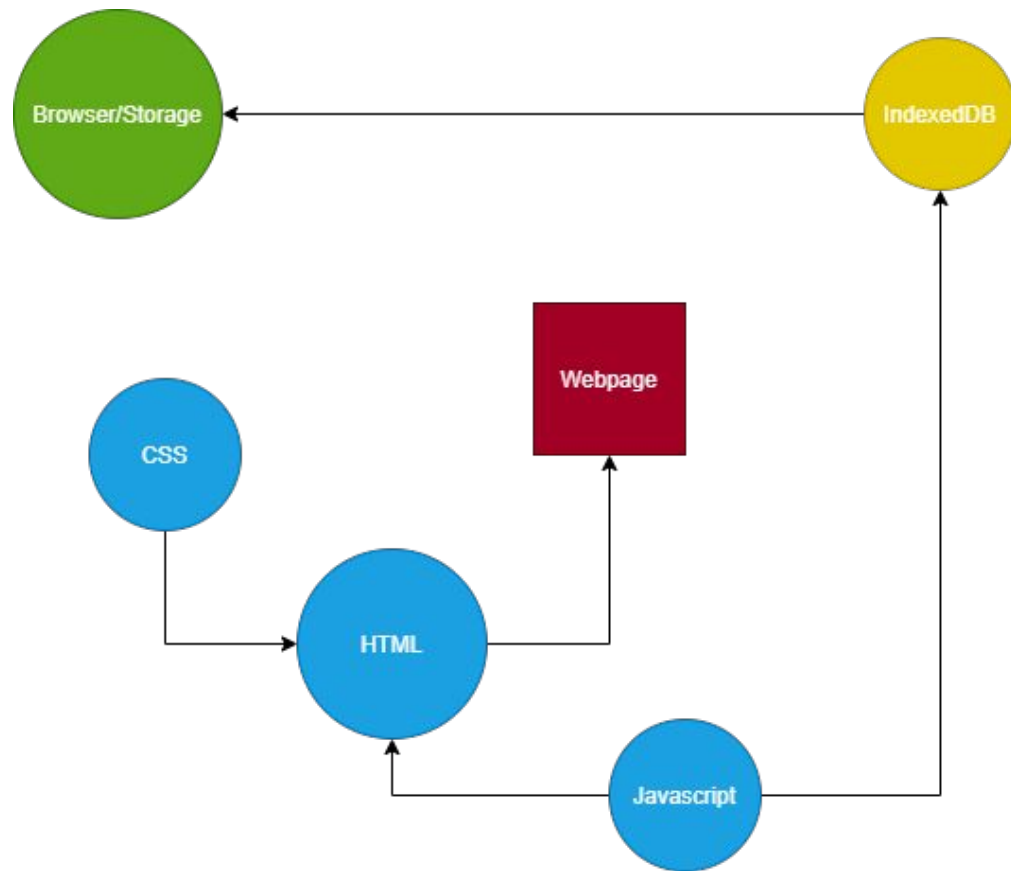 Browser/Storage
IndexedDB
Webpage
CSS
HTML
Javascript